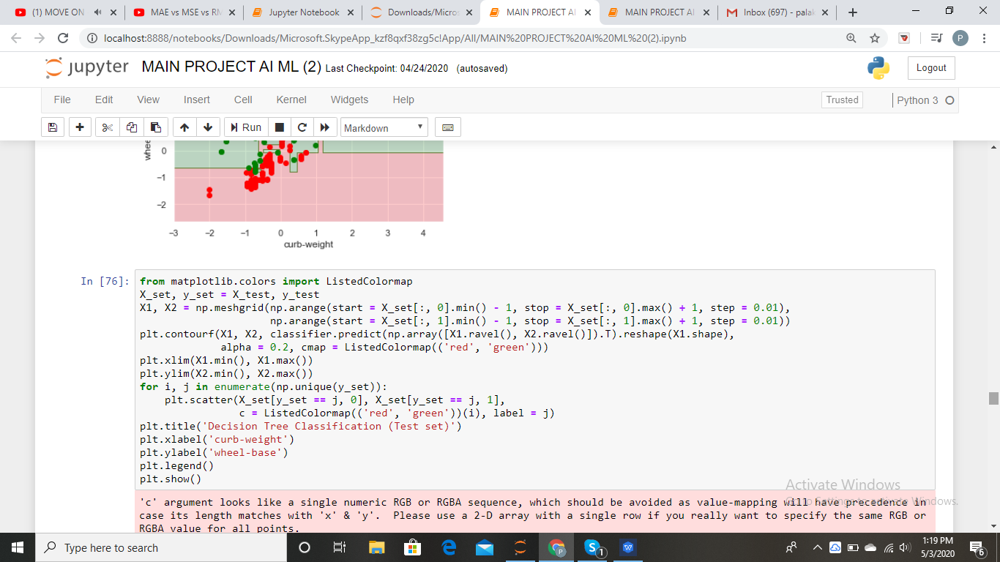 (1) MOVE ON
MAE vs MSE vs RM
Jupyter Notebook
Downloads/Micros
MAIN PROJECT AI
MAIN PROJECT AI
Inbox (697) - palak
localhost:8888/notebooks/Downloads/Microsoft.SkypeApp_kzf8qxf38zg5c!App/All/MAIN%20PROJECT%20AI%20ML%20(2).ipynb
P
jupyter MAIN PROJECT AI ML (2) Last Checkpoint: 04/24/2020 (autosaved)
Logout
File Edit View Insert Cell Kernel Widgets Help
Trusted Python 3
Run
Markdown
whee
0
−1
−2
−3 −2 −1 0 1 2 3 4
curb-weight
In [76]:
from matplotlib.colors import ListedColormap
X_set, y_set = X_test, y_test
X1, X2 = np.meshgrid(np.arange(start = X_set[:, 0].min() - 1, stop = X_set[:, 0].max() + 1, step = 0.01),
np.arange(start = X_set[:, 1].min() - 1, stop = X_set[:, 1].max() + 1, step = 0.01))
plt.contourf(X1, X2, classifier.predict(np.array([X1.ravel(), X2.ravel()]).T).reshape(X1.shape),
alpha = 0.2, cmap = ListedColormap(('red', 'green')))
plt.xlim(X1.min(), X1.max())
plt.ylim(X2.min(), X2.max())
for i, j in enumerate(np.unique(y_set)):
plt.scatter(X_set[y_set == j, 0], X_set[y_set == j, 1],
c = ListedColormap(('red', 'green'))(i), label = j)
plt.title('Decision Tree Classification (Test set)')
plt.xlabel('curb-weight')
plt.ylabel('wheel-base')
plt.legend()
plt.show()
Activate Windows
Go to Settings to activate Windows.
'c' argument looks like a single numeric RGB or RGBA sequence, which should be avoided as value-mapping will have precedence in
case its length matches with 'x' & 'y'.  Please use a 2-D array with a single row if you really want to specify the same RGB or
RGBA value for all points.
Type here to search
1
1:19 PM
5/3/2020
6